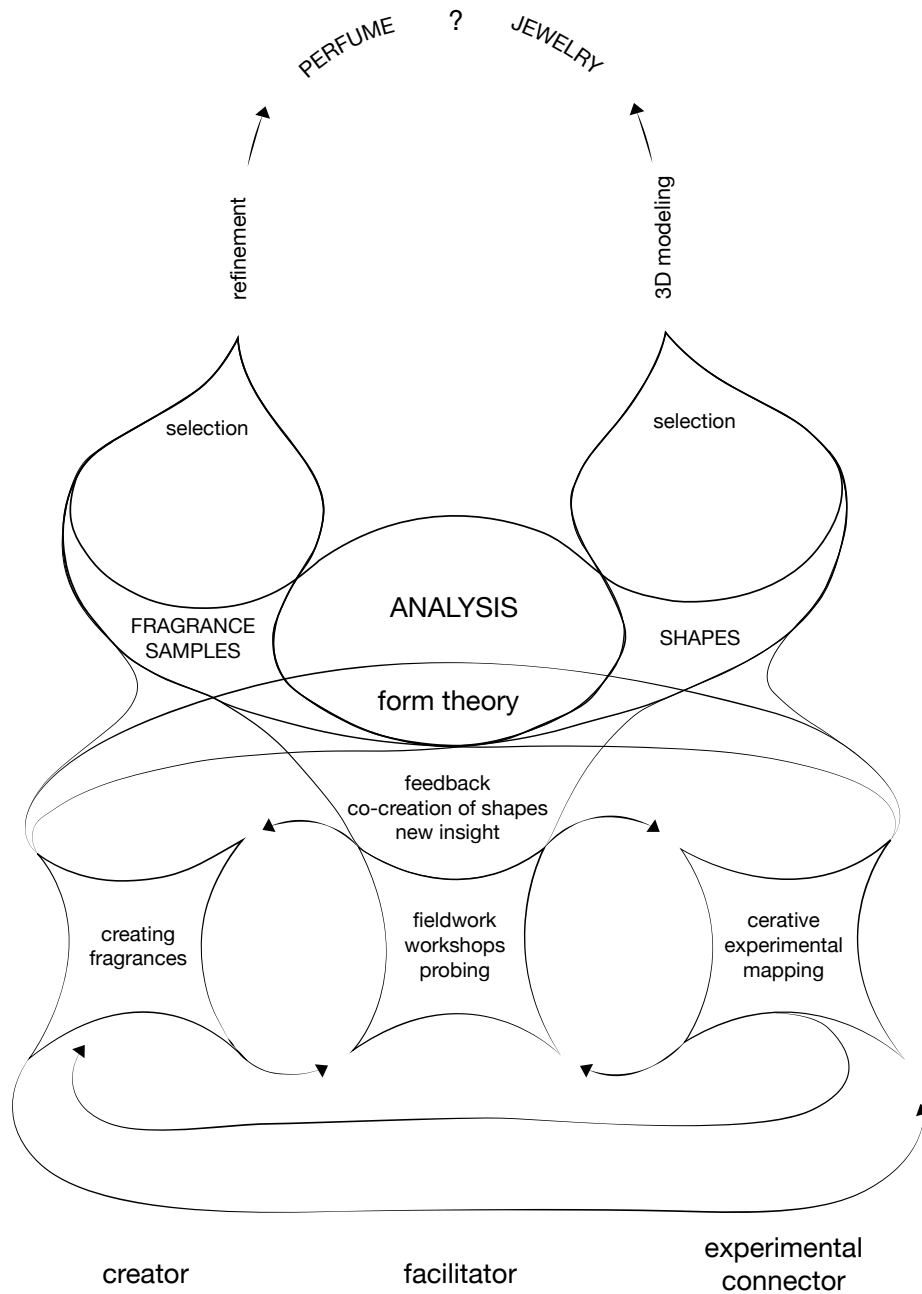 PERFUME
?
JEWELRY
refinement
3D modeling
selection
selection
ANALYSIS
FRAGRANCE
SAMPLES
SHAPES
form theory
feedback
co-creation of shapes
new insight
creating
fragrances
fieldwork
workshops
probing
cerative
experimental
mapping
creator
facilitator
experimental
connector